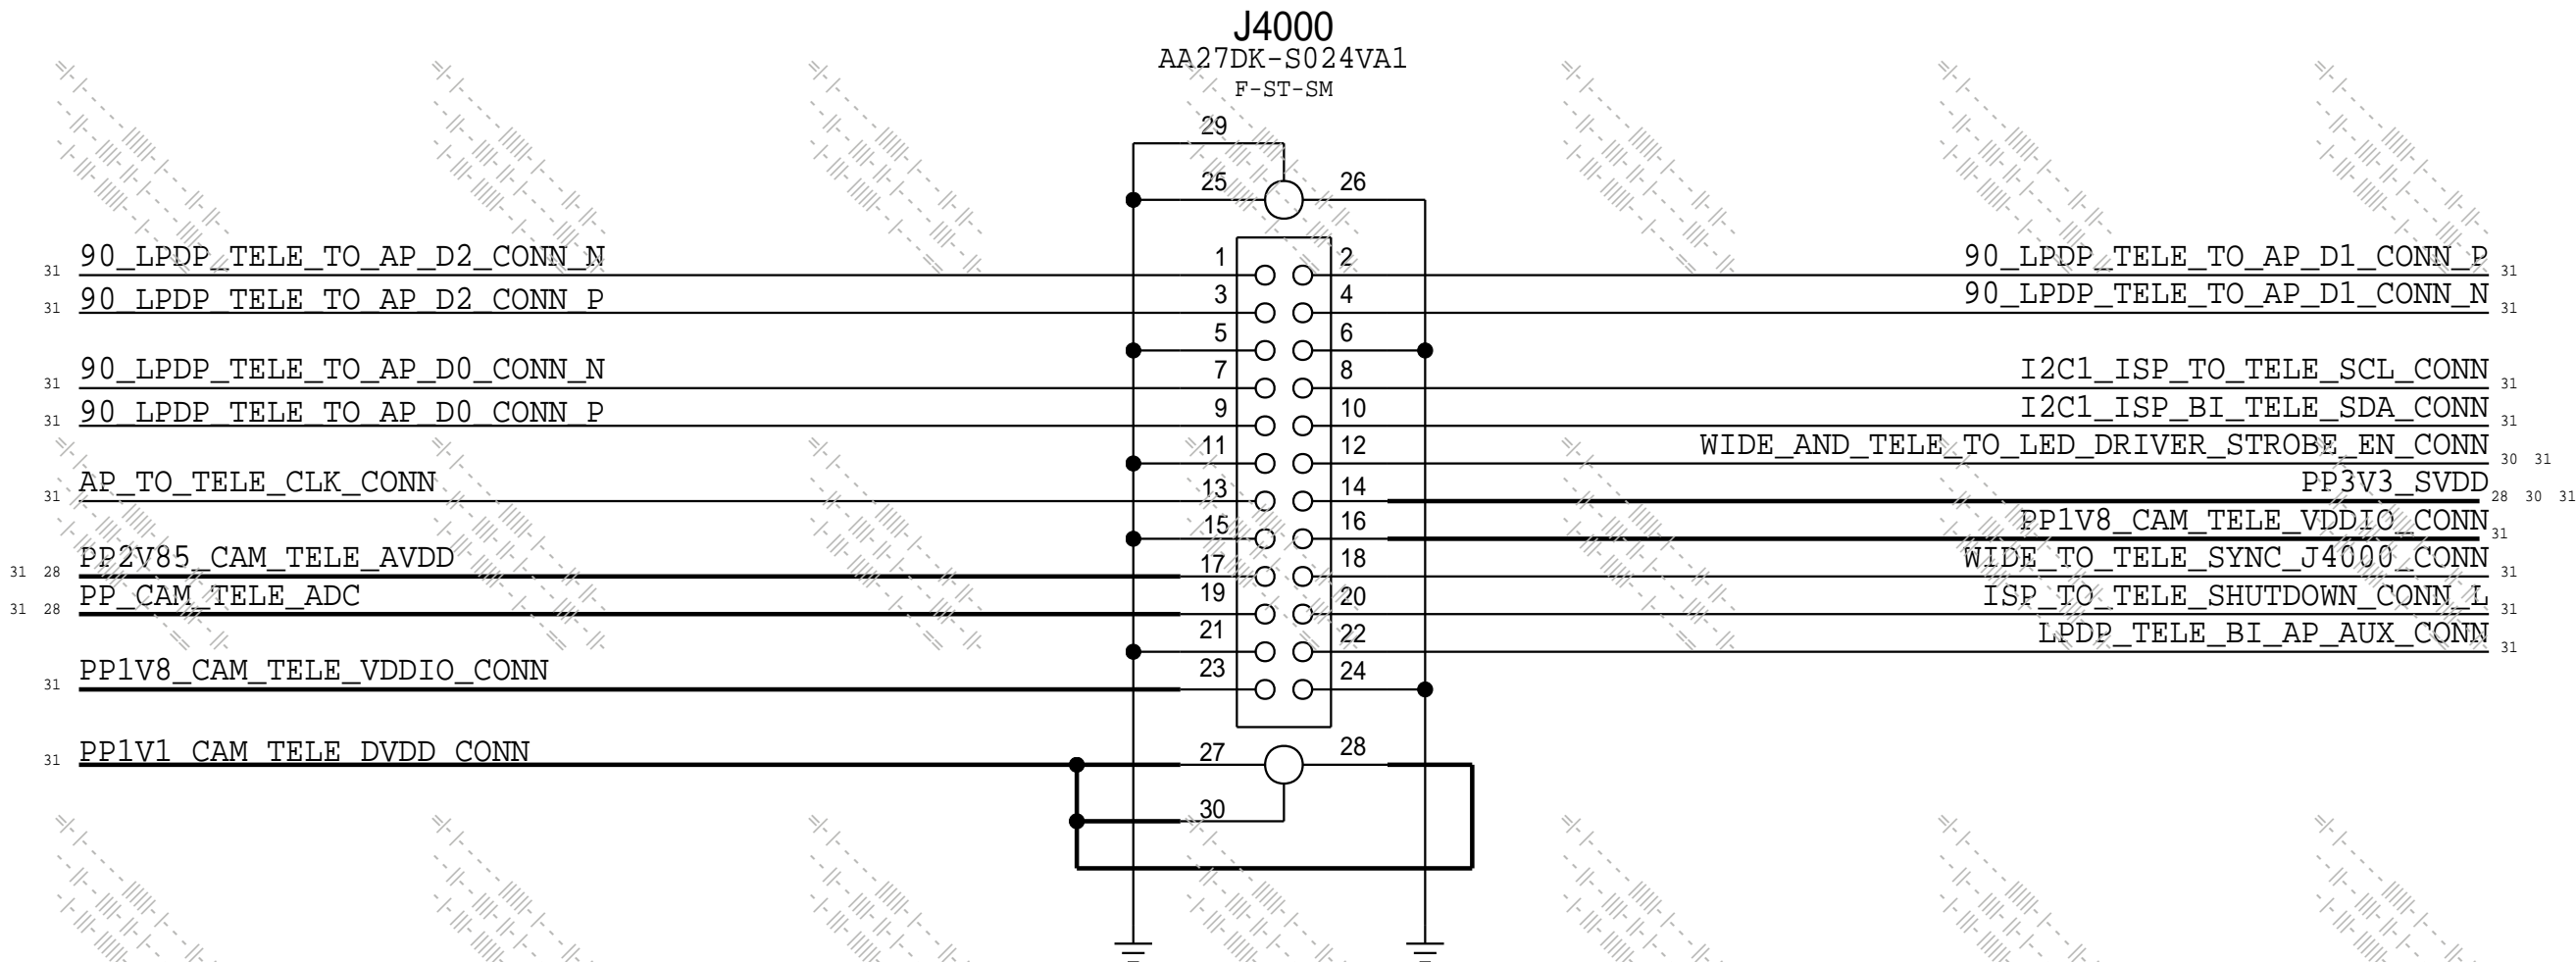 J4000
AA27DK-S024VA1
F-ST-SM
29
25 26
90_LPDP_TELE_TO_AP_D2_CONN_N 1 2 90_LPDP_TELE_TO_AP_D1_CONN_P
31 31
90_LPDP_TELE_TO_AP_D2_CONN_P 3 4 90_LPDP_TELE_TO_AP_D1_CONN_N
31 31
5 6
90_LPDP_TELE_TO_AP_D0_CONN_N 7 8 I2C1_ISP_TO_TELE_SCL_CONN
31 31
90_LPDP_TELE_TO_AP_D0_CONN_P 9 10 I2C1_ISP_BI_TELE_SDA_CONN
31 31
11 12 WIDE_AND_TELE_TO_LED_DRIVER_STROBE_EN_CONN
30 31
AP_TO_TELE_CLK_CONN 13 14 PP3V3_SVDD
31 28 30 31
15 16 PP1V8_CAM_TELE_VDDIO_CONN
31
PP2V85_CAM_TELE_AVDD 17 18 WIDE_TO_TELE_SYNC_J4000_CONN
31 28 31
PP_CAM_TELE_ADC 19 20 ISP_TO_TELE_SHUTDOWN_CONN_L
31 28 31
21 22 LPDP_TELE_BI_AP_AUX_CONN
31
PP1V8_CAM_TELE_VDDIO_CONN 23 24
31
PP1V1_CAM_TELE_DVDD_CONN 27 28
31
30